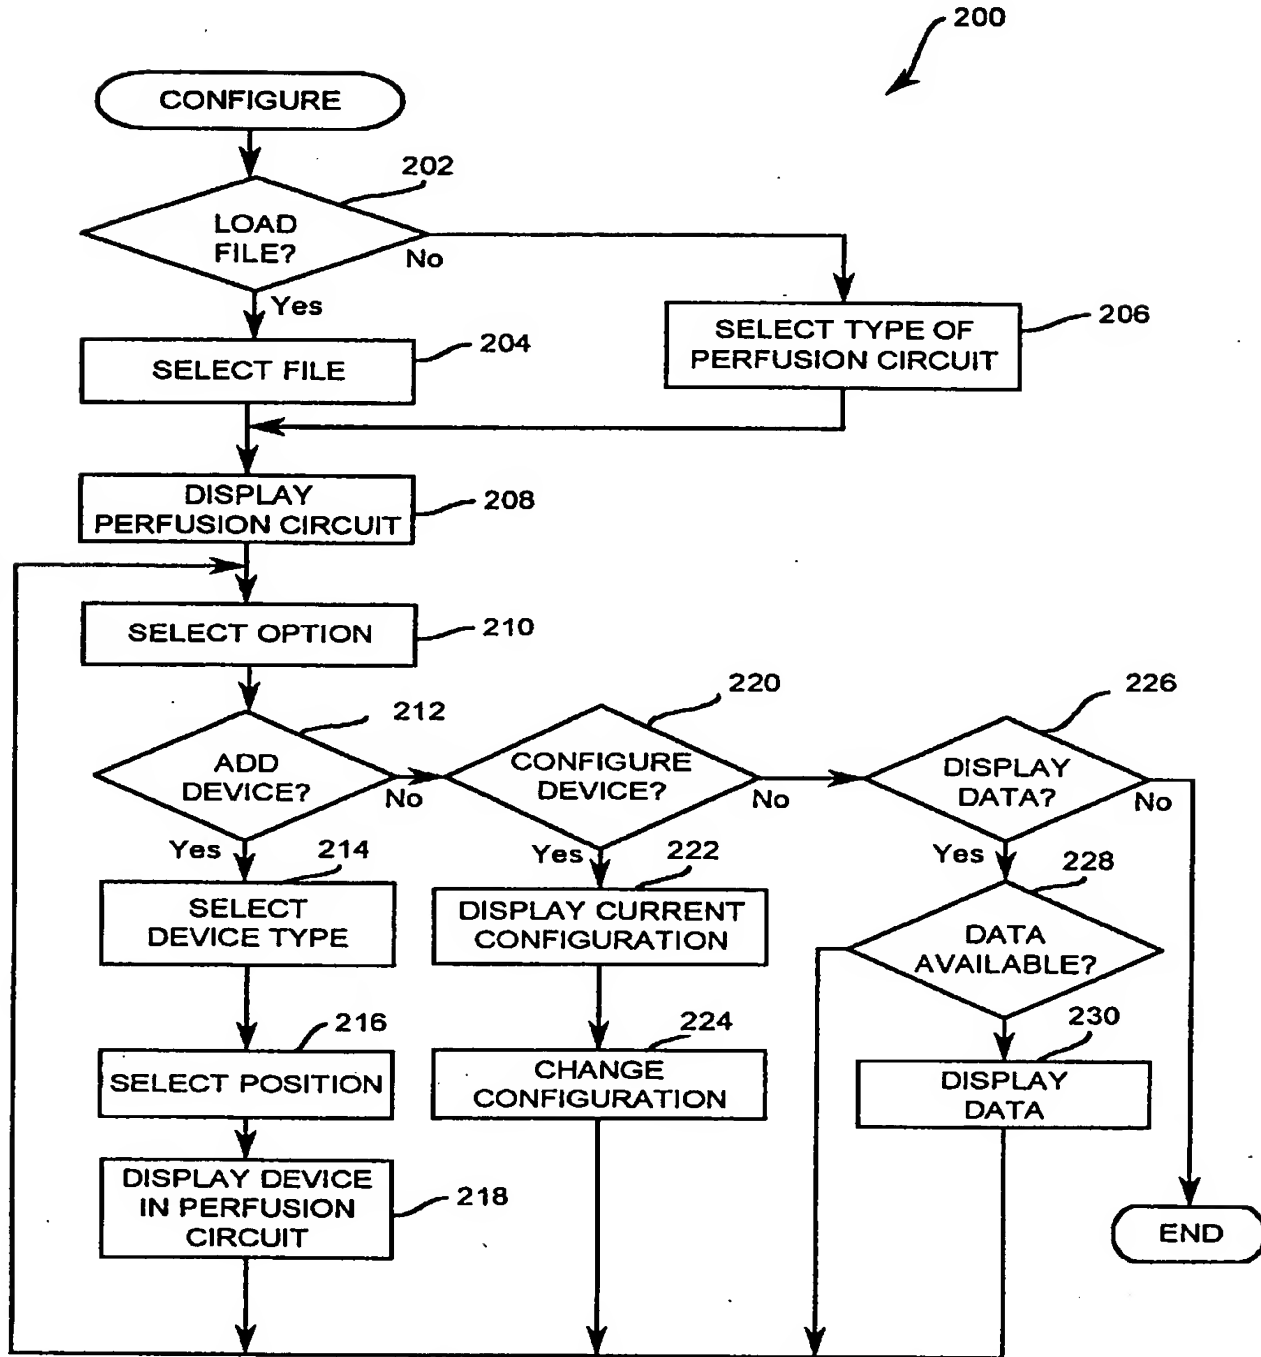 200
CONFIGURE
202
LOAD
FILE?
No
Yes
204
SELECT FILE
206
SELECT TYPE OF
PERFUSION CIRCUIT
208
DISPLAY
PERFUSION CIRCUIT
210
SELECT OPTION
212
ADD
DEVICE?
No
Yes
220
CONFIGURE
DEVICE?
No
Yes
226
DISPLAY
DATA?
No
Yes
214
SELECT
DEVICE TYPE
222
DISPLAY CURRENT
CONFIGURATION
228
DATA
AVAILABLE?
216
SELECT POSITION
224
CHANGE
CONFIGURATION
230
DISPLAY
DATA
218
DISPLAY DEVICE
IN PERFUSION
CIRCUIT
END